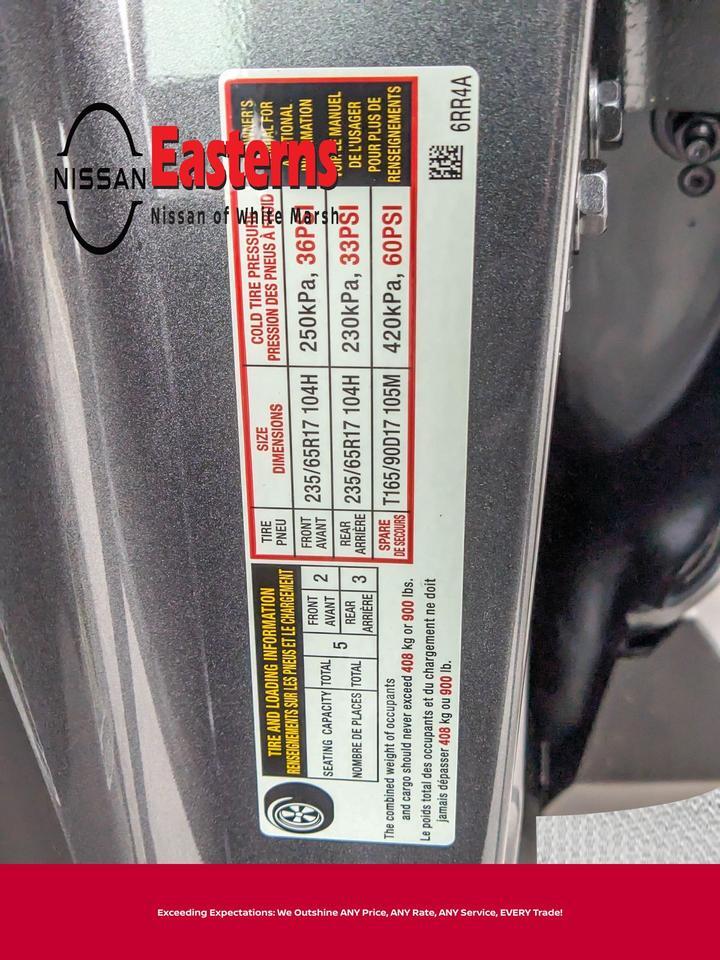 NISSAN
Easterns
Nissan of White Marsh
TIRE AND LOADING INFORMATION
RENSEIGNEMENTS SUR LES PNEUS ET LE CHARGEMENT
SEATING CAPACITY TOTAL 5 FRONT AVANT 2
NOMBRE DE PLACES TOTAL REAR ARRIÈRE 3
The combined weight of occupants
and cargo should never exceed 408 kg or 900 lbs.
Le poids total des occupants et du chargement ne doit
jamais dépasser 408 kg ou 900 lb.
TIRE PNEU SIZE DIMENSIONS COLD TIRE PRESSURE PRESSION DES PNEUS À
FRONT AVANT 235/65R17 104H 250kPa, 36PSI
REAR ARRIÈRE 235/65R17 104H 230kPa, 33PSI
SPARE DE SECOURS T165/90D17 105M 420kPa, 60PSI
FOR
LE MANUEL
DE L'USAGER
POUR PLUS DE
RENSEIGNEMENTS
6RR4A
Exceeding Expectations: We Outshine ANY Price, ANY Rate, ANY Service, EVERY Trade!